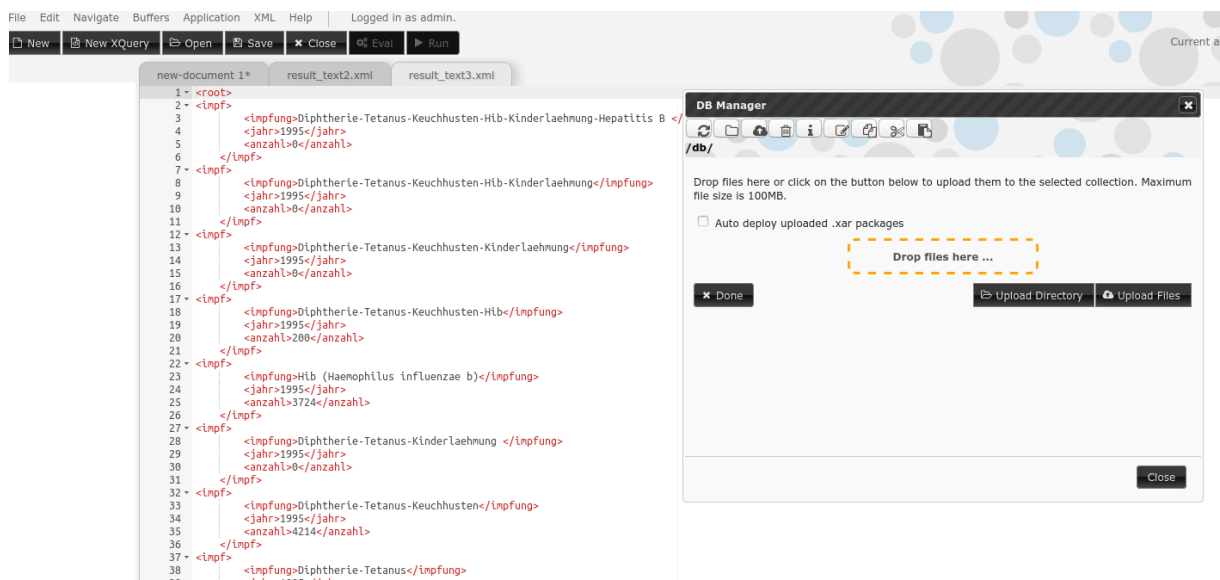 File Edit Navigate Buffers Application XML Help Logged in as admin.
New New XQuery Open Save Close Eval Run
Current a
new-document 1* result_text2.xml result_text3.xml
1 <root>
2 <impf>
3 <impfung>Diphtherie-Tetanus-Keuchhusten-Hib-Kinderlaehmung-Hepatitis B </
4 <jahr>1995</jahr>
5 <anzahl>0</anzahl>
6 </impf>
7 <impf>
8 <impfung>Diphtherie-Tetanus-Keuchhusten-Hib-Kinderlaehmung</impfung>
9 <jahr>1995</jahr>
10 <anzahl>0</anzahl>
11 </impf>
12 <impf>
13 <impfung>Diphtherie-Tetanus-Keuchhusten-Kinderlaehmung</impfung>
14 <jahr>1995</jahr>
15 <anzahl>0</anzahl>
16 </impf>
17 <impf>
18 <impfung>Diphtherie-Tetanus-Keuchhusten-Hib</impfung>
19 <jahr>1995</jahr>
20 <anzahl>200</anzahl>
21 </impf>
22 <impf>
23 <impfung>Hib (Haemophilus influenzae b)</impfung>
24 <jahr>1995</jahr>
25 <anzahl>3724</anzahl>
26 </impf>
27 <impf>
28 <impfung>Diphtherie-Tetanus-Kinderlaehmung </impfung>
29 <jahr>1995</jahr>
30 <anzahl>0</anzahl>
31 </impf>
32 <impf>
33 <impfung>Diphtherie-Tetanus-Keuchhusten</impfung>
34 <jahr>1995</jahr>
35 <anzahl>4214</anzahl>
36 </impf>
37 <impf>
38 <impfung>Diphtherie-Tetanus</impfung>
DB Manager
/db/
Drop files here or click on the button below to upload them to the selected collection. Maximum
file size is 100MB.
Auto deploy uploaded .xar packages
Drop files here ...
Done Upload Directory Upload Files
Close